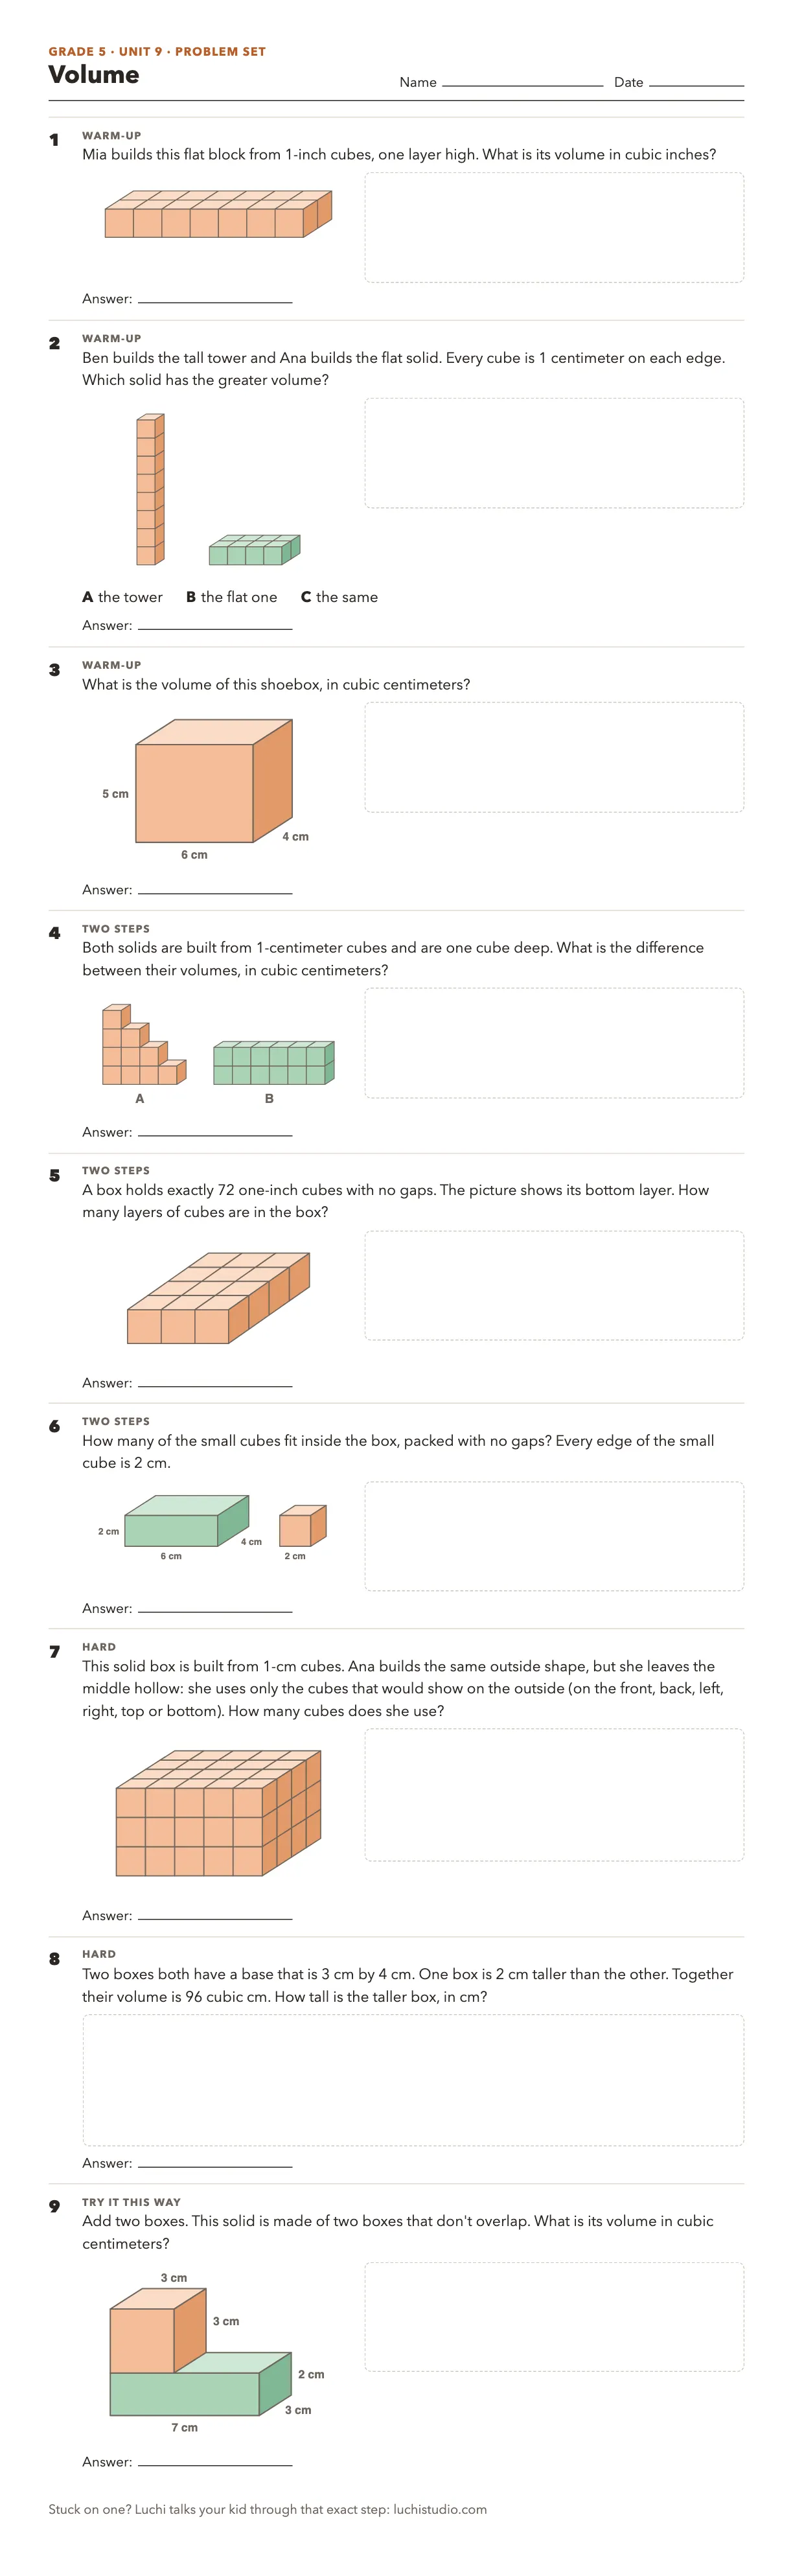 GRADE 5 · UNIT 9 · PROBLEM SET
Volume
Name
Date
1
WARM-UP
Mia builds this flat block from 1-inch cubes, one layer high. What is its volume in cubic inches?
Answer:
2
WARM-UP
Ben builds the tall tower and Ana builds the flat solid. Every cube is 1 centimeter on each edge.
Which solid has the greater volume?
A the tower B the flat one C the same
Answer:
3
WARM-UP
What is the volume of this shoebox, in cubic centimeters?
5 cm
4 cm
6 cm
Answer:
4
TWO STEPS
Both solids are built from 1-centimeter cubes and are one cube deep. What is the difference
between their volumes, in cubic centimeters?
A
B
Answer:
5
TWO STEPS
A box holds exactly 72 one-inch cubes with no gaps. The picture shows its bottom layer. How
many layers of cubes are in the box?
Answer:
6
TWO STEPS
How many of the small cubes fit inside the box, packed with no gaps? Every edge of the small
cube is 2 cm.
2 cm
4 cm
6 cm
2 cm
Answer:
7
HARD
This solid box is built from 1-cm cubes. Ana builds the same outside shape, but she leaves the
middle hollow: she uses only the cubes that would show on the outside (on the front, back, left,
right, top or bottom). How many cubes does she use?
Answer:
8
HARD
Two boxes both have a base that is 3 cm by 4 cm. One box is 2 cm taller than the other. Together
their volume is 96 cubic cm. How tall is the taller box, in cm?
Answer:
9
TRY IT THIS WAY
Add two boxes. This solid is made of two boxes that don't overlap. What is its volume in cubic
centimeters?
3 cm
3 cm
2 cm
3 cm
7 cm
Answer:
Stuck on one? Luchi talks your kid through that exact step: luchistudio.com